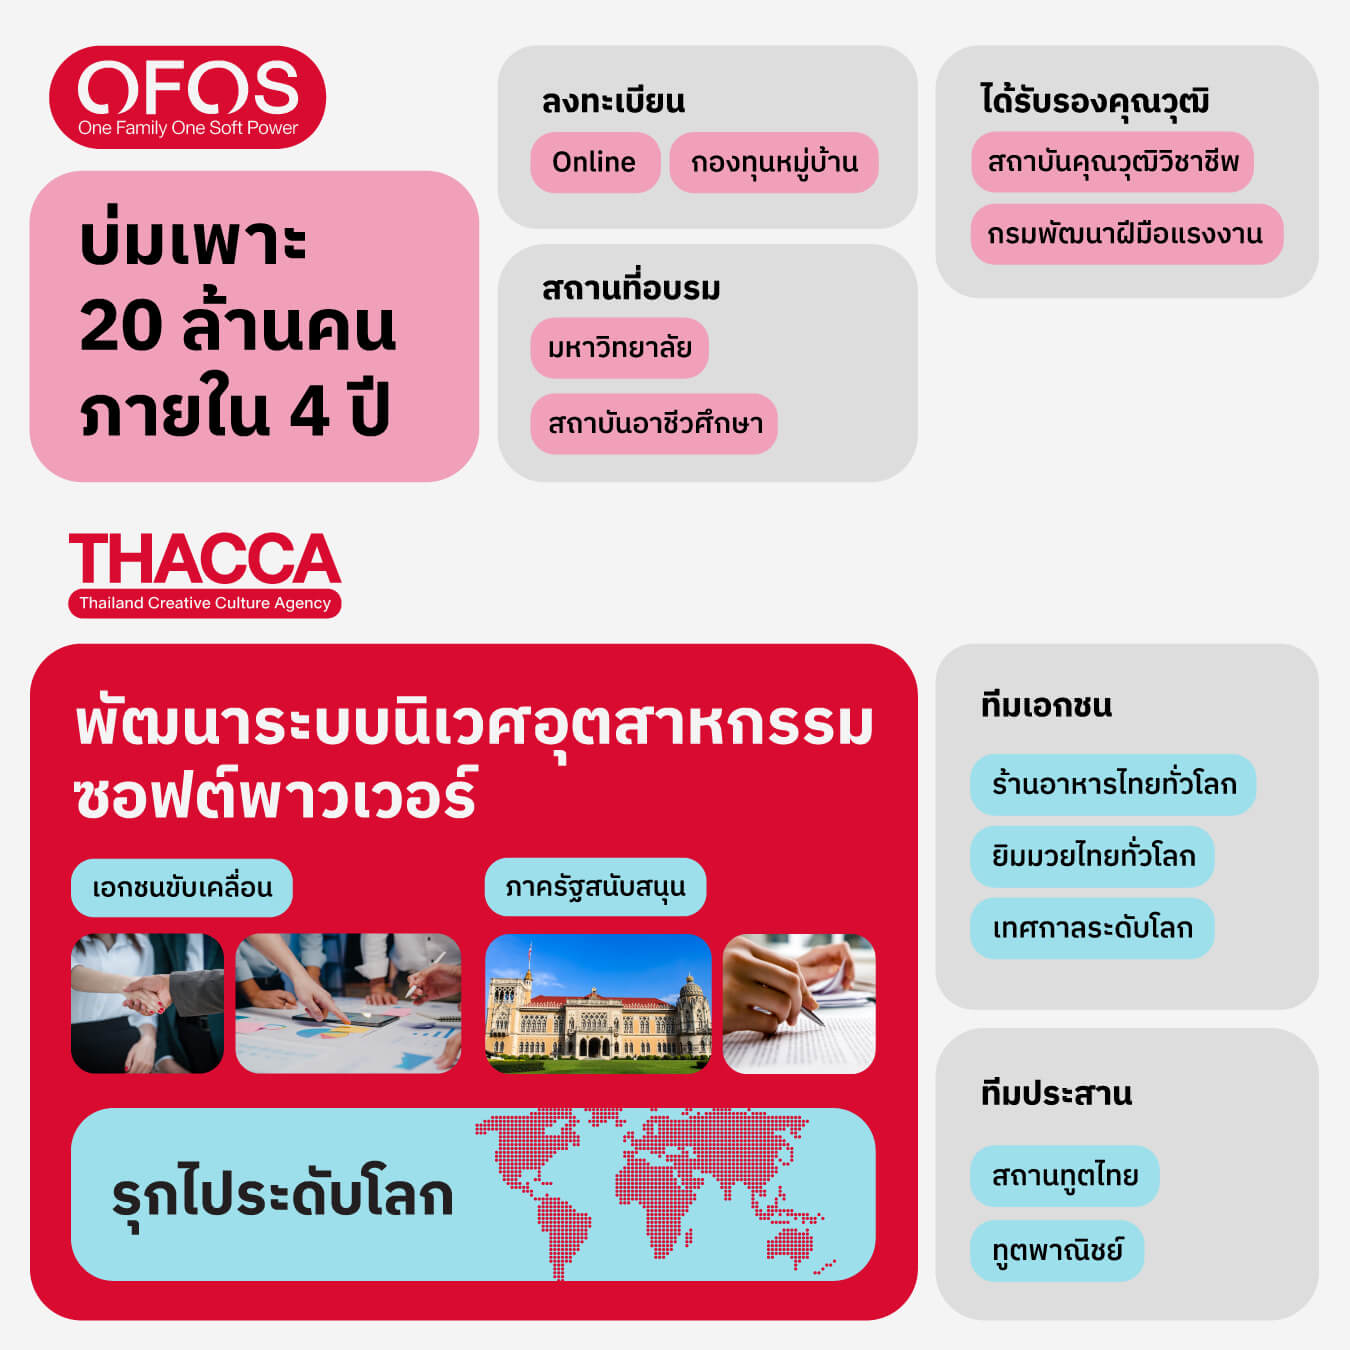 OFOS
One Family One Soft Power
บ่มเพาะ
20 ล้านคน
ภายใน 4 ปี
ลงทะเบียน
Online
กองทุนหมู่บ้าน
สถานที่อบรม
มหาวิทยาลัย
สถาบันอาชีวศึกษา
ได้รับรองคุณวุฒิ
สถาบันคุณวุฒิวิชาชีพ
กรมพัฒนาฝีมือแรงงาน
THACCA
Thailand Creative Culture Agency
พัฒนาระบบนิเวศอุตสาหกรรม
ซอฟต์พาวเวอร์
เอกชนขับเคลื่อน
ภาครัฐสนับสนุน
รุกไประดับโลก
ทีมเอกชน
ร้านอาหารไทยทั่วโลก
ยิมมวยไทยทั่วโลก
เทศกาลระดับโลก
ทีมประสาน
สถานทูตไทย
ทูตพาณิชย์